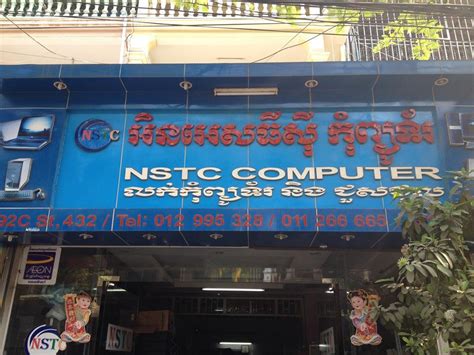 NSTC
អិនអេសធីស៊ី កុំព្យូទ័រ
NSTC COMPUTER
លក់កុំព្យូទ័រ និង ជួសជុល
92C St,432 / Tel: 012 995 328 / 011 266 665
AEON
NSTC